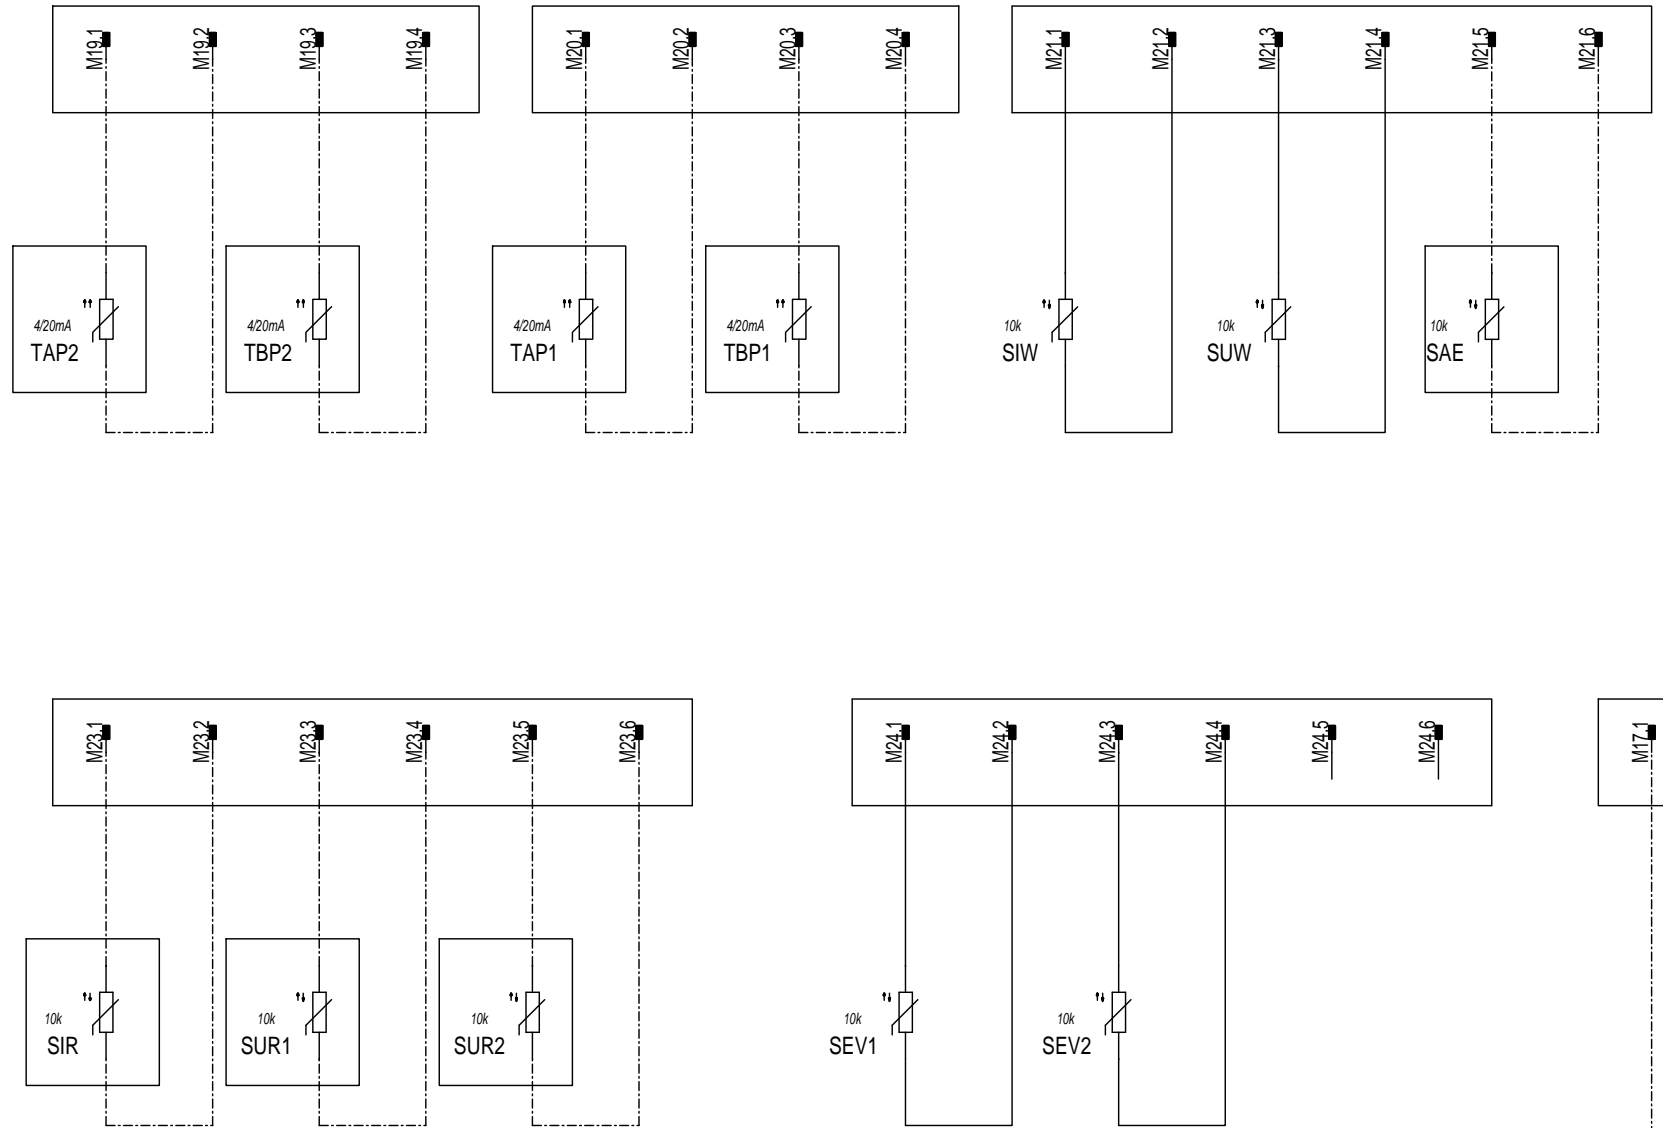 M19.1 M19.2 M19.3 M19.4 M20.1 M20.2 M20.3 M20.4 M21.1 M21.2 M21.3 M21.4 M21.5 M21.6
4/20mA 4/20mA 4/20mA 4/20mA 10k 10k 10k
TAP2 TBP2 TAP1 TBP1 SIW SUW SAE
M23.1 M23.2 M23.3 M23.4 M23.5 M23.6 M24.1 M24.2 M24.3 M24.4 M24.5 M24.6 M17.1
10k 10k 10k 10k 10k
SIR SUR1 SUR2 SEV1 SEV2